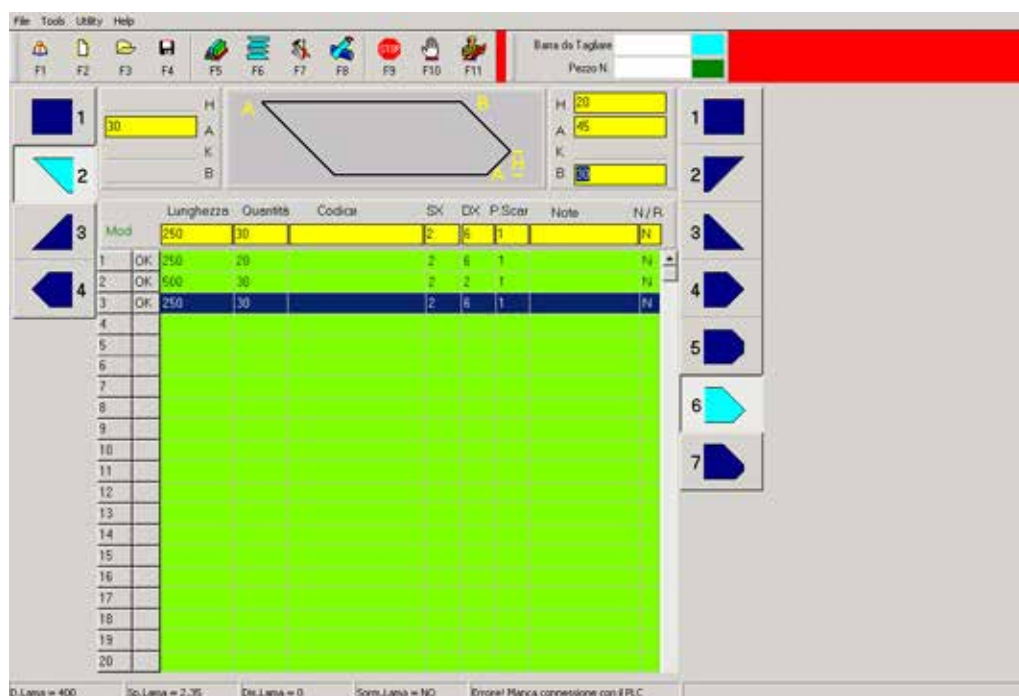 File Tools Utility Help
F1 F2 F3 F4 F5 F6 F7 F8 STOP F9 F10 F11
Barra da Tagliare
Pezzo N.
1
2
3
4
H
30 A
K
B
A B A H
H 20
A 45
K
B 30
1
2
3
4
5
6
7
Lunghezza Quantità Codice SX DX P.Scar Note N/R
Mod 250 30 2 6 1 N
1 OK 250 20 2 6 1 N
2 OK 500 30 2 2 1 N
3 OK 250 30 2 6 1 N
4
5
6
7
8
9
10
11
12
13
14
15
16
17
18
19
20
D.Lama = 400 Sp.Lama = 2.35 Dis.Lama = 0 Sorm.Lama = NO Errore! Manca connessione con il PLC